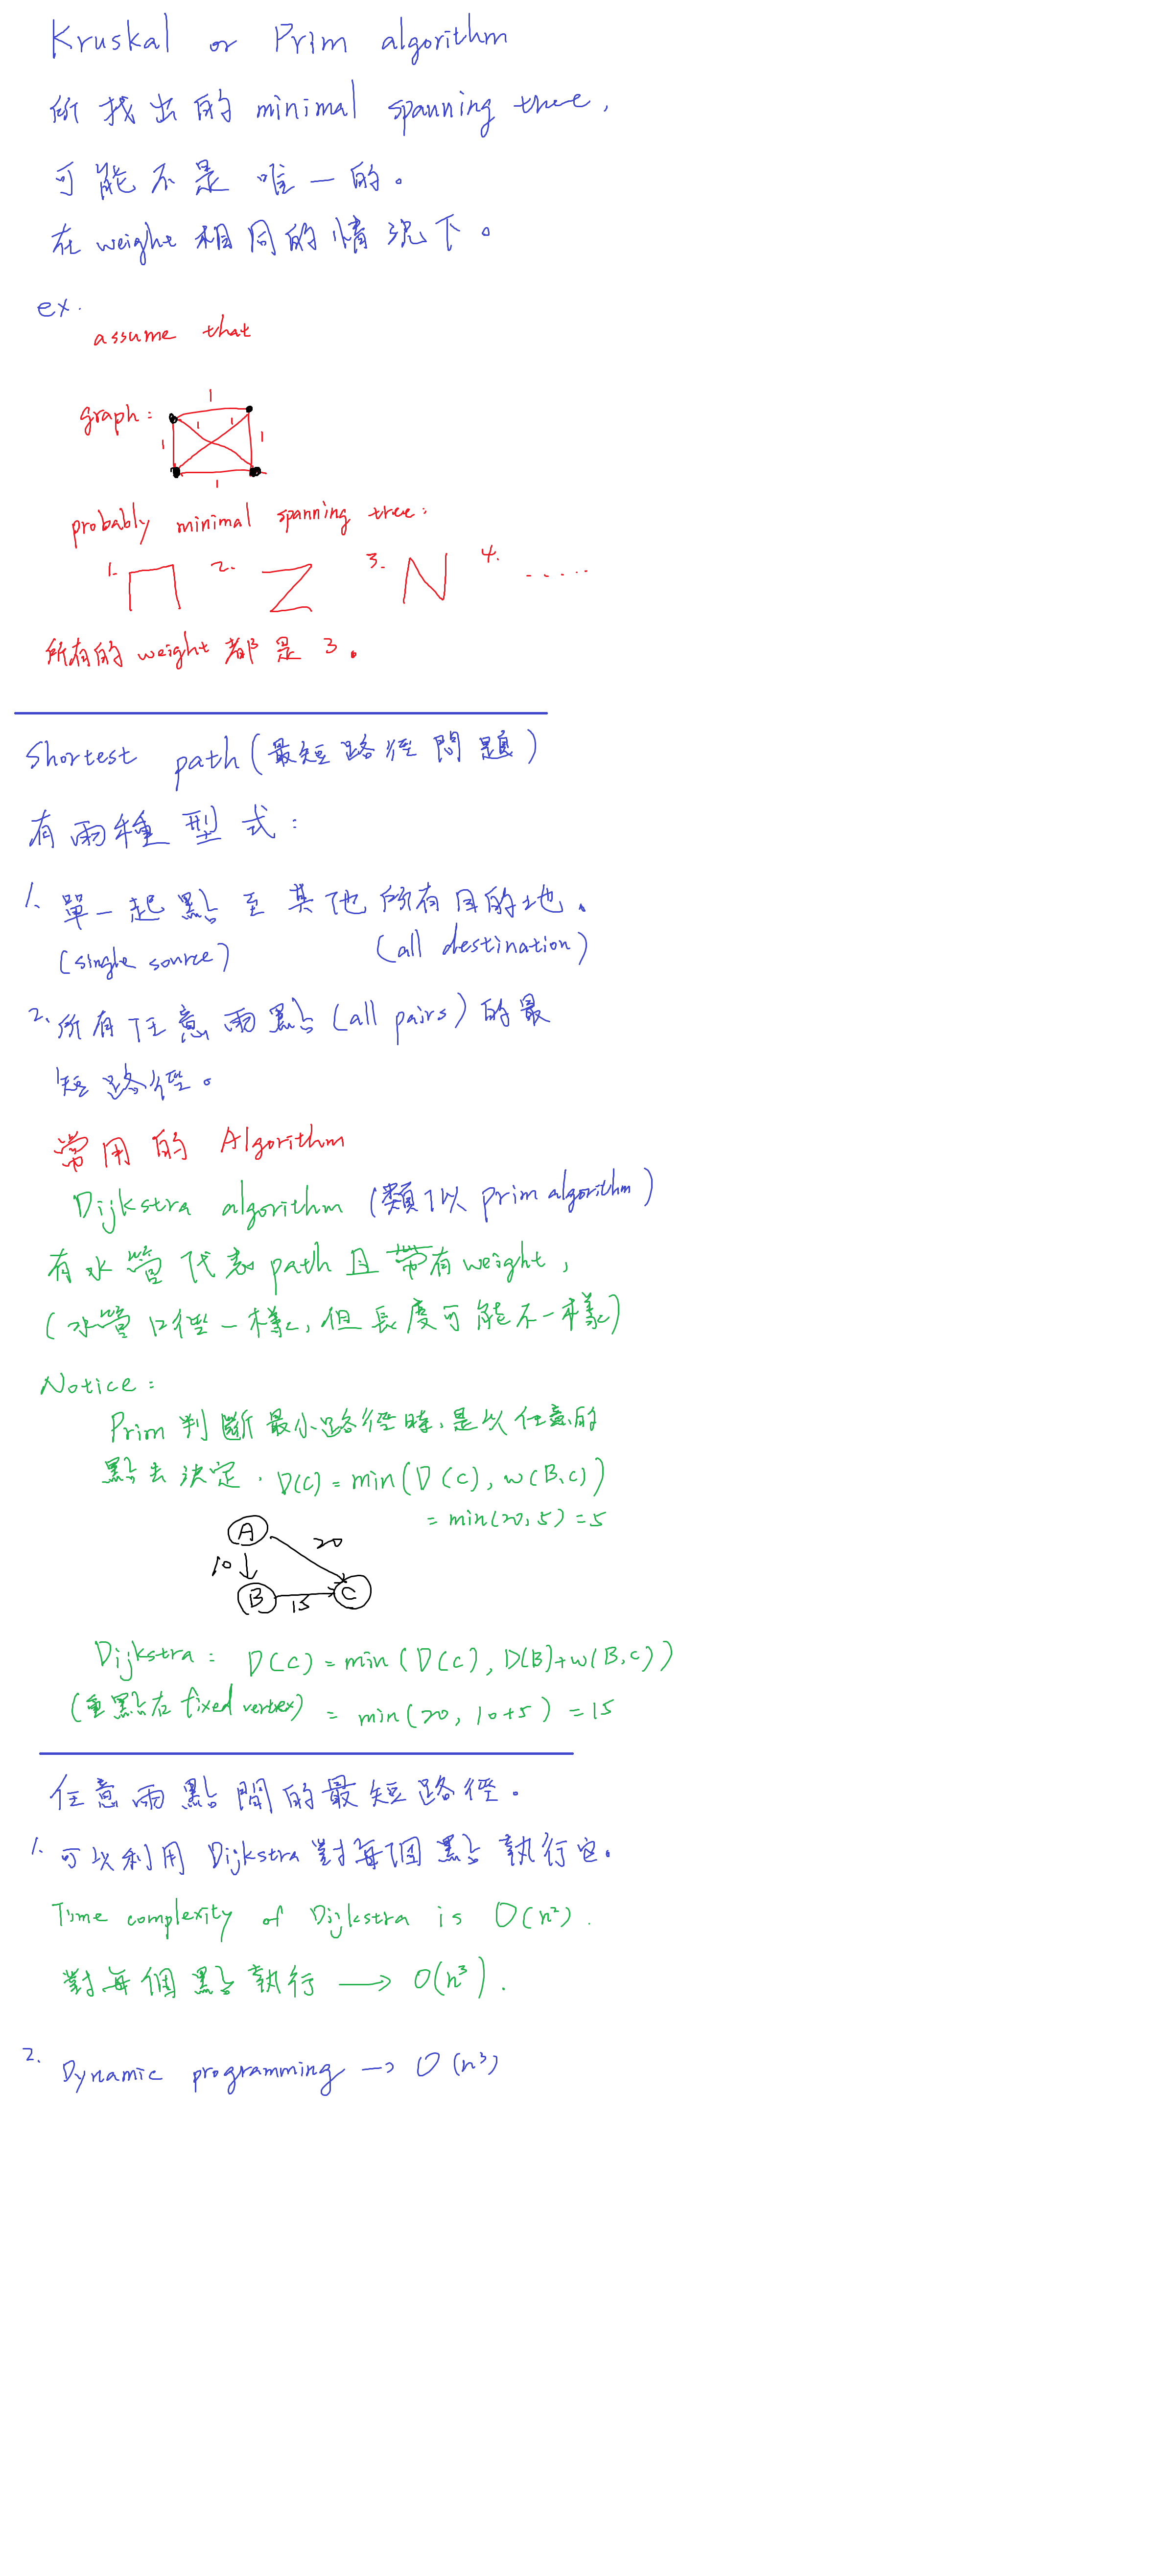 Kruskal or Prim algorithm
所找出的 minimal spanning tree,
可能不是唯一的。
在 weight 相同的情況下。
ex.
assume that
graph:
1
1 1
1 1
1
probably minimal spanning tree:
1. 2. 3. N 4. .....
所有的 weight 都是 3。
Shortest path (最短路徑問題)
有兩種型式:
1. 單一起點至其他所有目的地、
(single source) (all destination)
2. 所有任意兩點(all pairs)的最
短路徑。
常用的 Algorithm
Dijkstra algorithm (類似 prim algorithm)
有水管代表 path 且帶有 weight,
(水管口徑一樣,但長度可能不一樣)
Notice:
Prim 判斷最小路徑時,是以任意的
點去決定. D(C) = min(D(C), w(B,C))
= min(20,5) = 5
A 20
10
B 15 C
Dijkstra: D(C) = min(D(C), D(B)+w(B,C))
(重點在 fixed vertex) = min(20, 10+5) = 15
任意兩點間的最短路徑.
1. 可以利用 Dijkstra 對每個點執行它.
Time complexity of Dijkstra is O(n²).
對每個點執行 → O(n³).
2. Dynamic programming → O(n³)